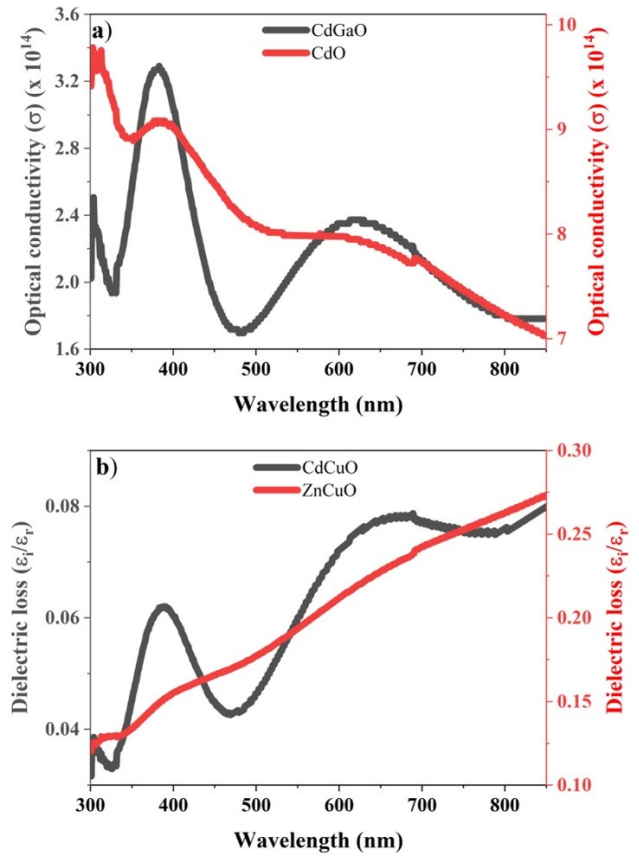 a)
CdGaO
CdO
Optical conductivity (σ) (x 10¹⁴)
3.6
3.2
2.8
2.4
2.0
1.6
10
9
8
7
Optical conductivity (σ) (x 10¹⁴)
300 400 500 600 700 800
Wavelength (nm)
b)
CdCuO
ZnCuO
Dielectric loss (εᵢ/εᵣ)
0.08
0.06
0.04
0.30
0.25
0.20
0.15
0.10
Dielectric loss (εᵢ/εᵣ)
300 400 500 600 700 800
Wavelength (nm)